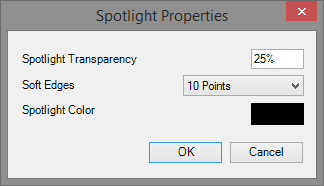 Spotlight Properties
Spotlight Transparency 25%
Soft Edges 10 Points
Spotlight Color
OK Cancel